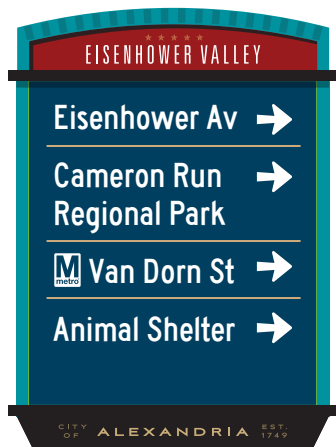 EISENHOWER VALLEY
Eisenhower Av
Cameron Run
Regional Park
M metro Van Dorn St
Animal Shelter
CITY OF ALEXANDRIA EST. 1749